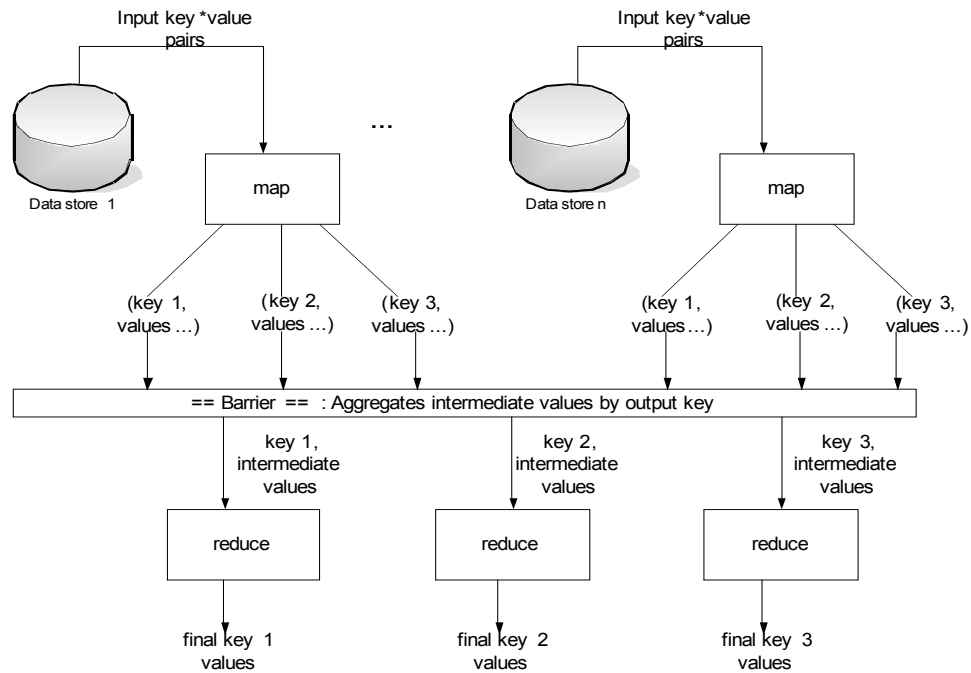 Input key*value
pairs
Input key*value
pairs
...
map
map
Data store 1
Data store n
(key 1,
values ...)
(key 2,
values ...)
(key 3,
values ...)
(key 1,
values ...)
(key 2,
values ...)
(key 3,
values ...)
== Barrier == : Aggregates intermediate values by output key
key 1,
intermediate
values
key 2,
intermediate
values
key 3,
intermediate
values
reduce
reduce
reduce
final key 1
values
final key 2
values
final key 3
values